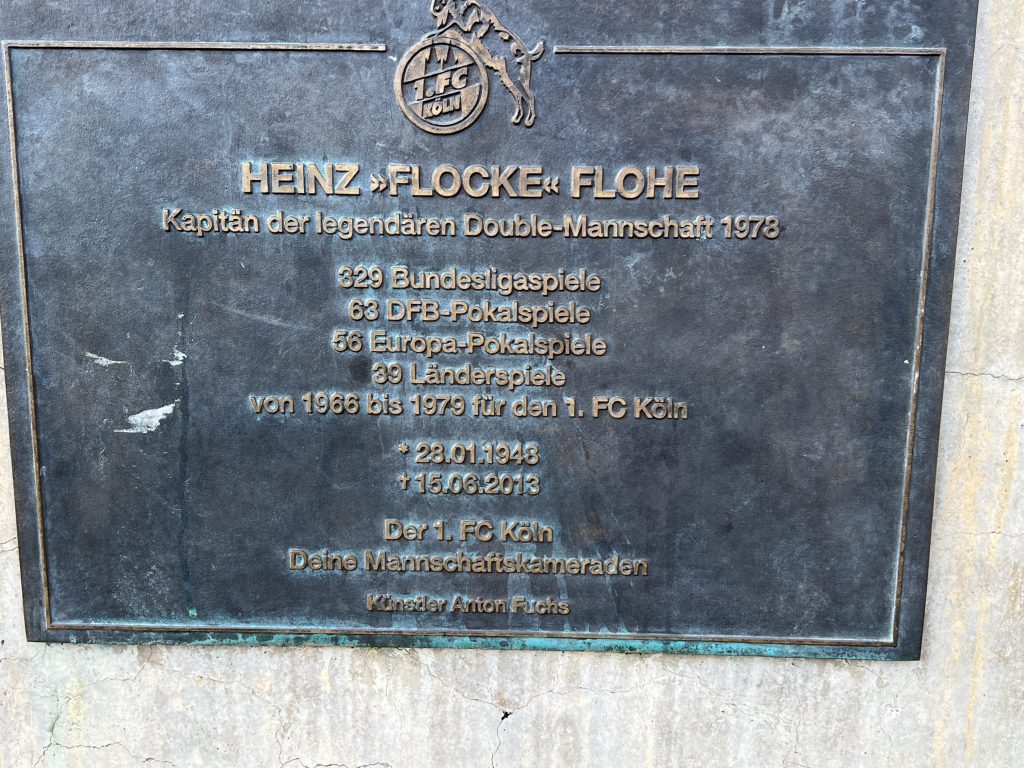 1.FC
KÖLN
HEINZ »FLOCKE« FLOHE
Kapitän der legendären Double-Mannschaft 1978
329 Bundesligaspiele
63 DFB-Pokalspiele
56 Europa-Pokalspiele
39 Länderspiele
von 1966 bis 1979 für den 1. FC Köln
* 28.01.1948
† 15.06.2013
Der 1. FC Köln
Deine Mannschaftskameraden
Künstler Anton Fuchs